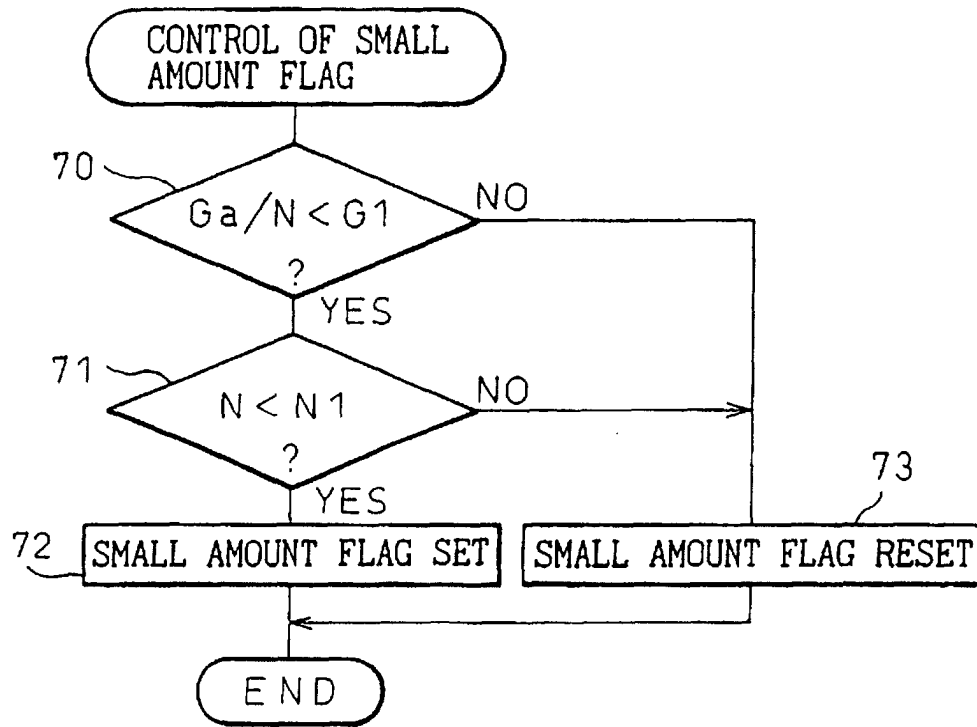 CONTROL OF SMALL
AMOUNT FLAG
70
Ga/N<G1
?
NO
YES
71
N<N1
?
NO
YES
72
SMALL AMOUNT FLAG SET
73
SMALL AMOUNT FLAG RESET
END